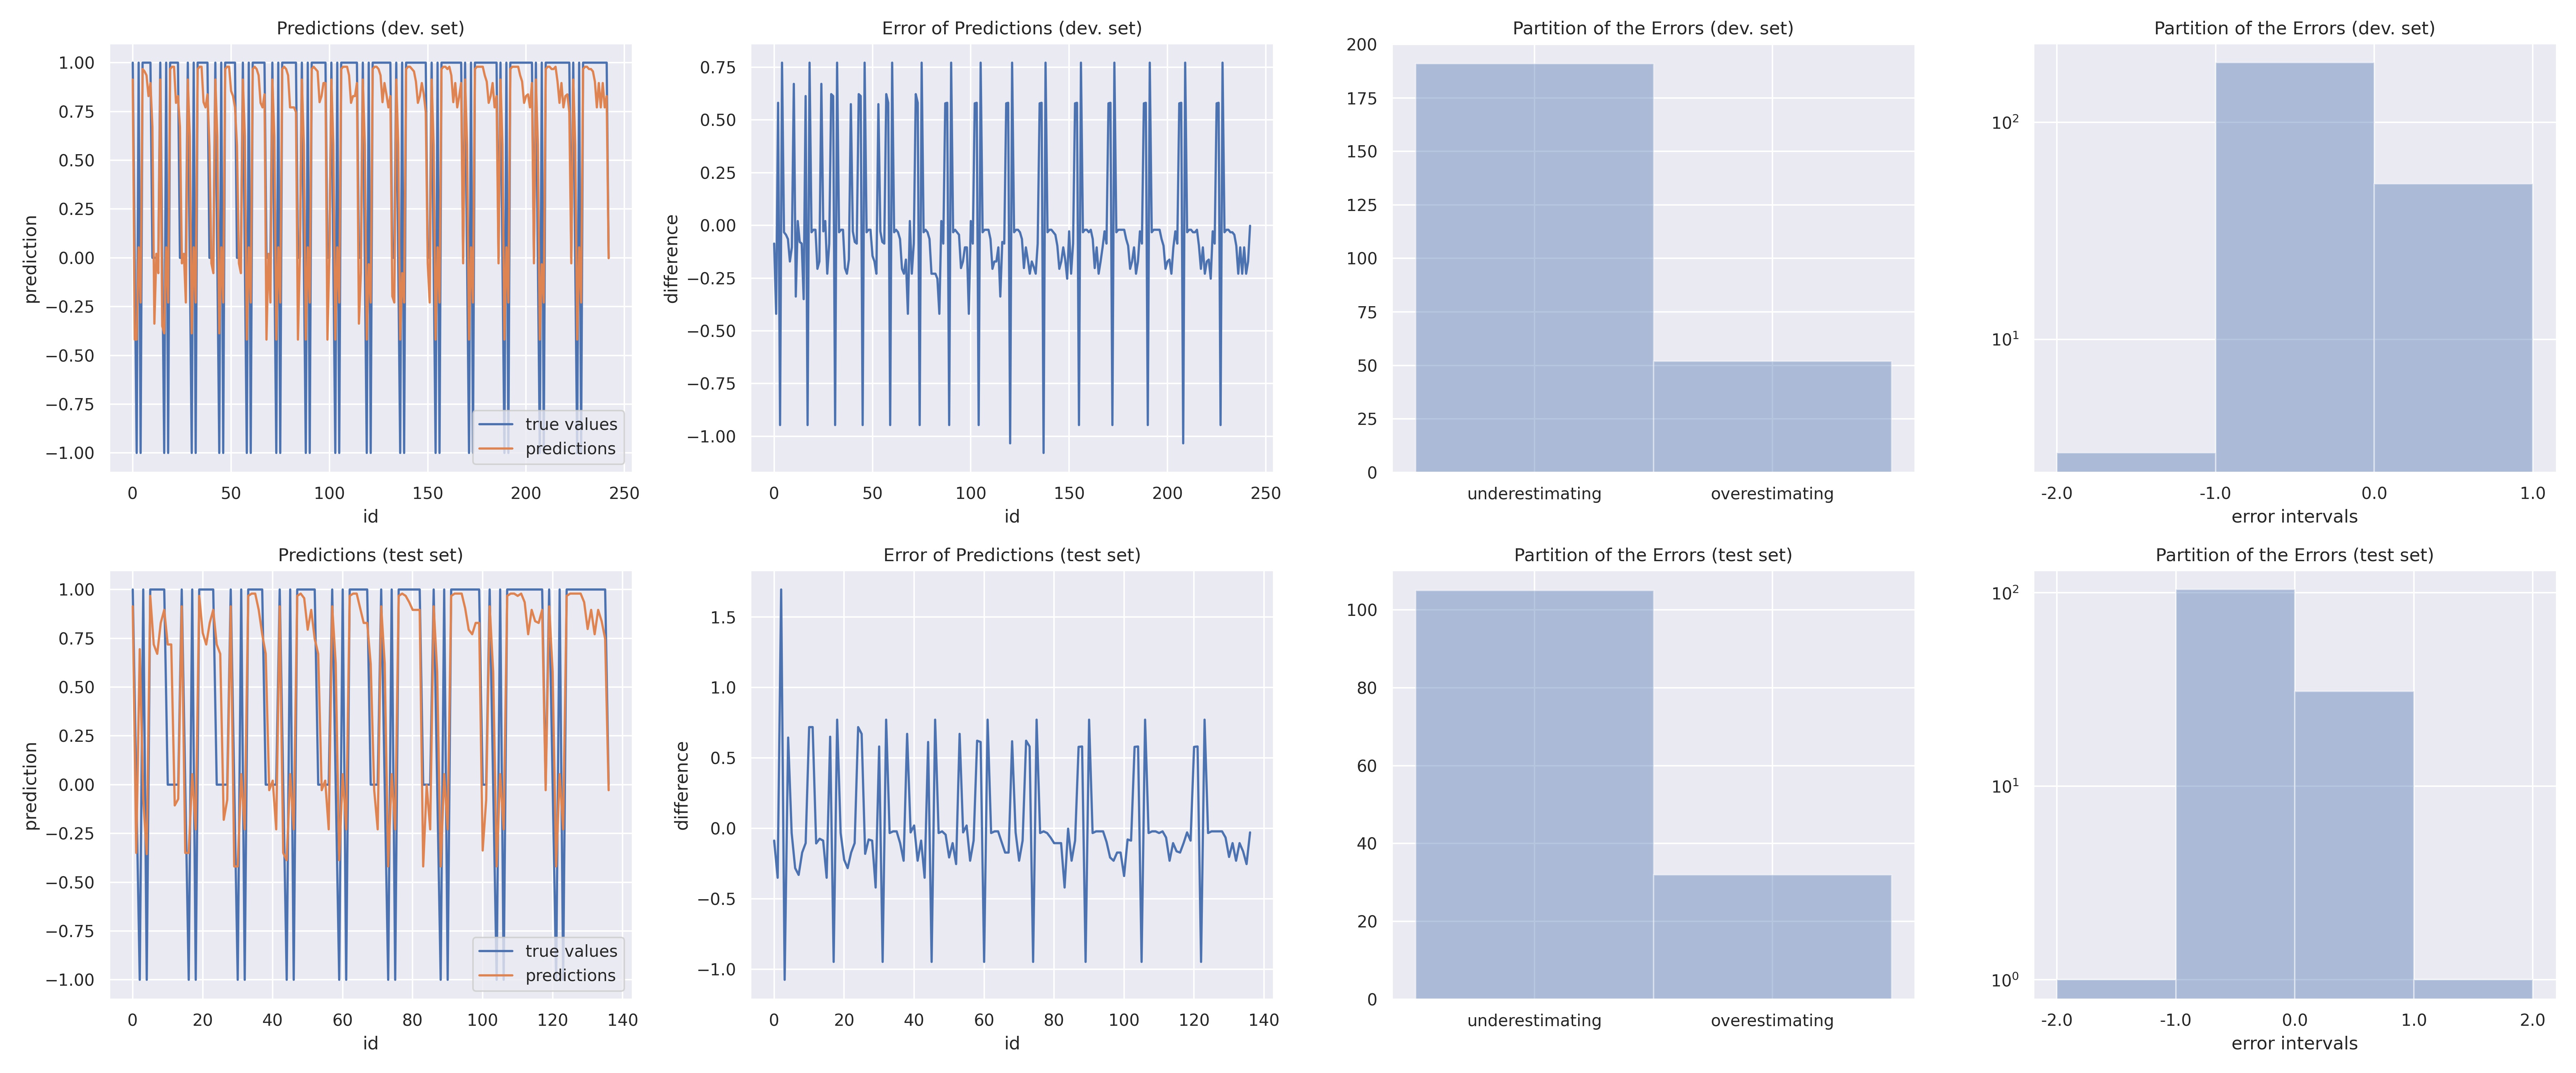 Predictions (dev. set)
prediction
1.00
0.75
0.50
0.25
0.00
−0.25
−0.50
−0.75
−1.00
true values
predictions
0 50 100 150 200 250
id
Error of Predictions (dev. set)
difference
0.75
0.50
0.25
0.00
−0.25
−0.50
−0.75
−1.00
0 50 100 150 200 250
id
Partition of the Errors (dev. set)
200
175
150
125
100
75
50
25
0
underestimating overestimating
Partition of the Errors (dev. set)
10²
10¹
-2.0 -1.0 0.0 1.0
error intervals
Predictions (test set)
prediction
1.00
0.75
0.50
0.25
0.00
−0.25
−0.50
−0.75
−1.00
true values
predictions
0 20 40 60 80 100 120 140
id
Error of Predictions (test set)
difference
1.5
1.0
0.5
0.0
−0.5
−1.0
0 20 40 60 80 100 120 140
id
Partition of the Errors (test set)
100
80
60
40
20
0
underestimating overestimating
Partition of the Errors (test set)
10²
10¹
10⁰
-2.0 -1.0 0.0 1.0 2.0
error intervals